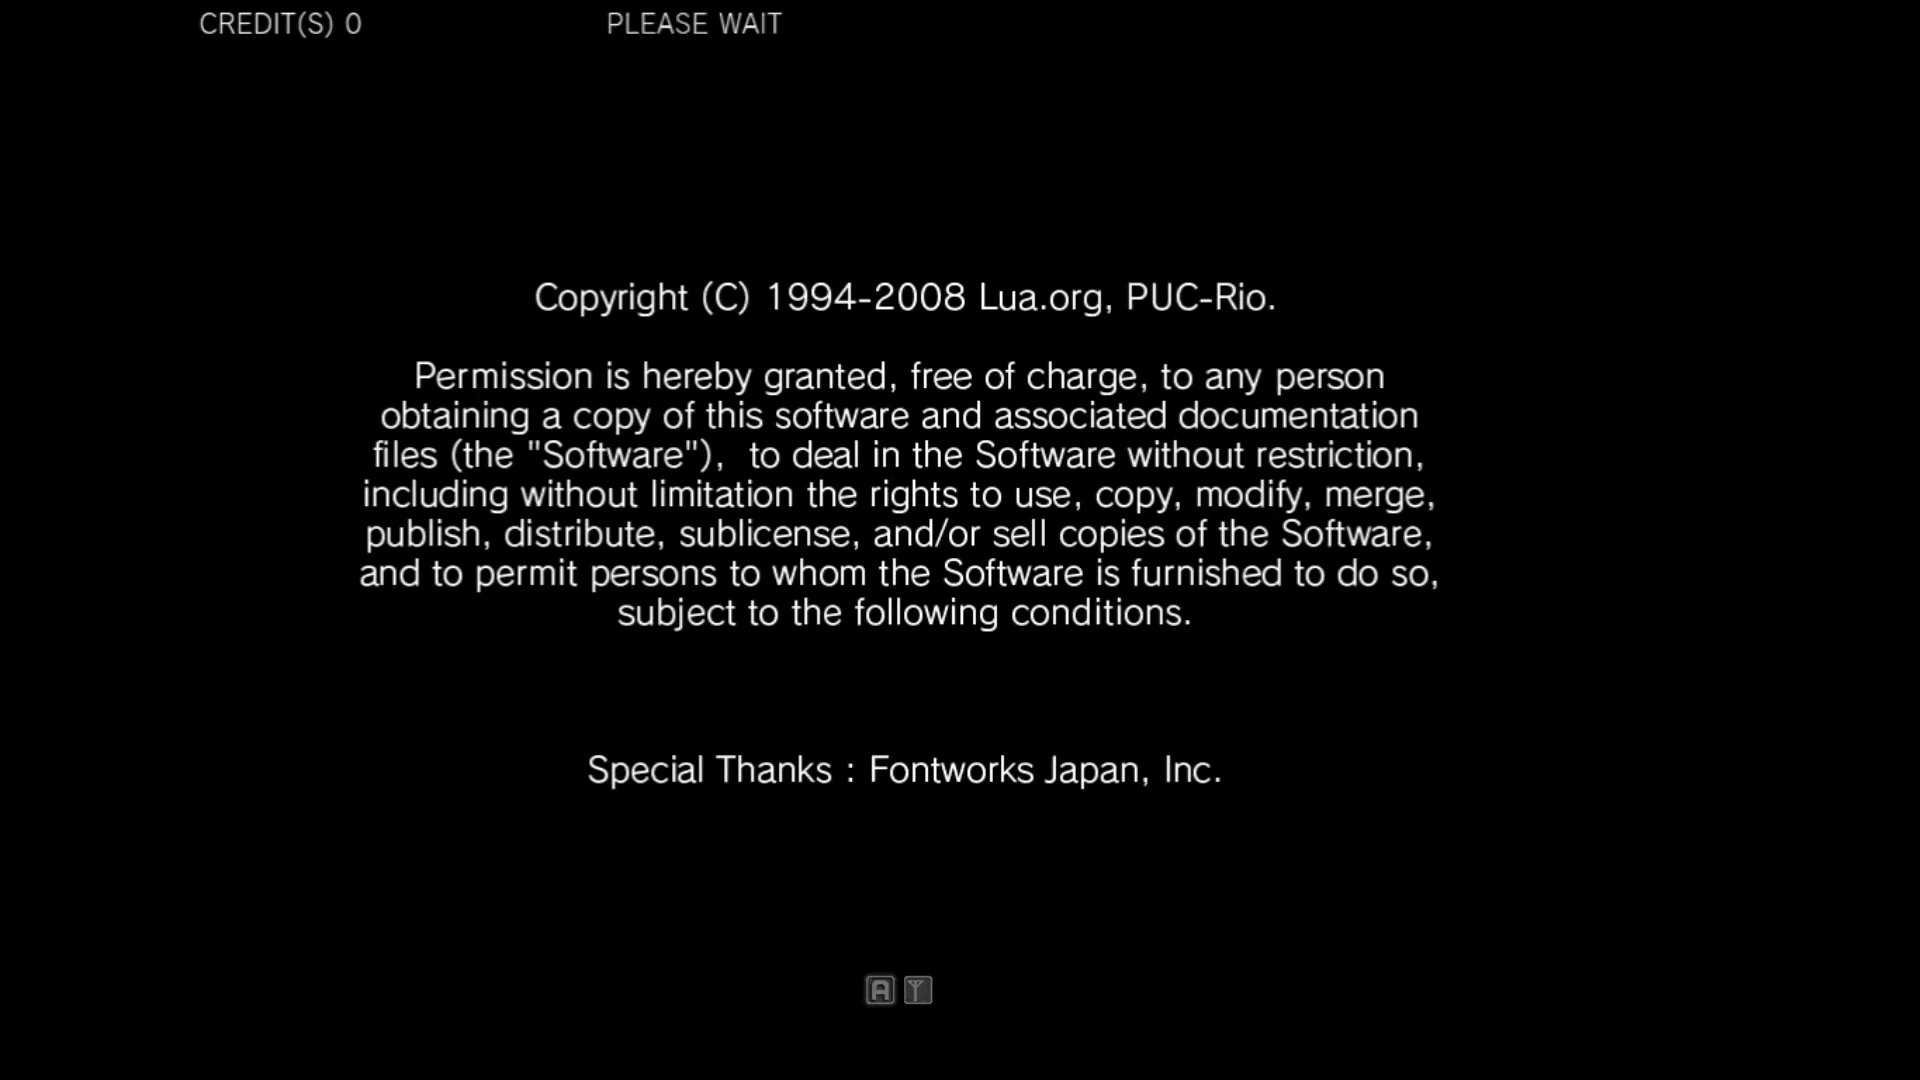 CREDIT(S) 0 PLEASE WAIT
Copyright (C) 1994-2008 Lua.org, PUC-Rio.
Permission is hereby granted, free of charge, to any person
obtaining a copy of this software and associated documentation
files (the "Software"),  to deal in the Software without restriction,
including without limitation the rights to use, copy, modify, merge,
publish, distribute, sublicense, and/or sell copies of the Software,
and to permit persons to whom the Software is furnished to do so,
subject to the following conditions.
Special Thanks : Fontworks Japan, Inc.
A